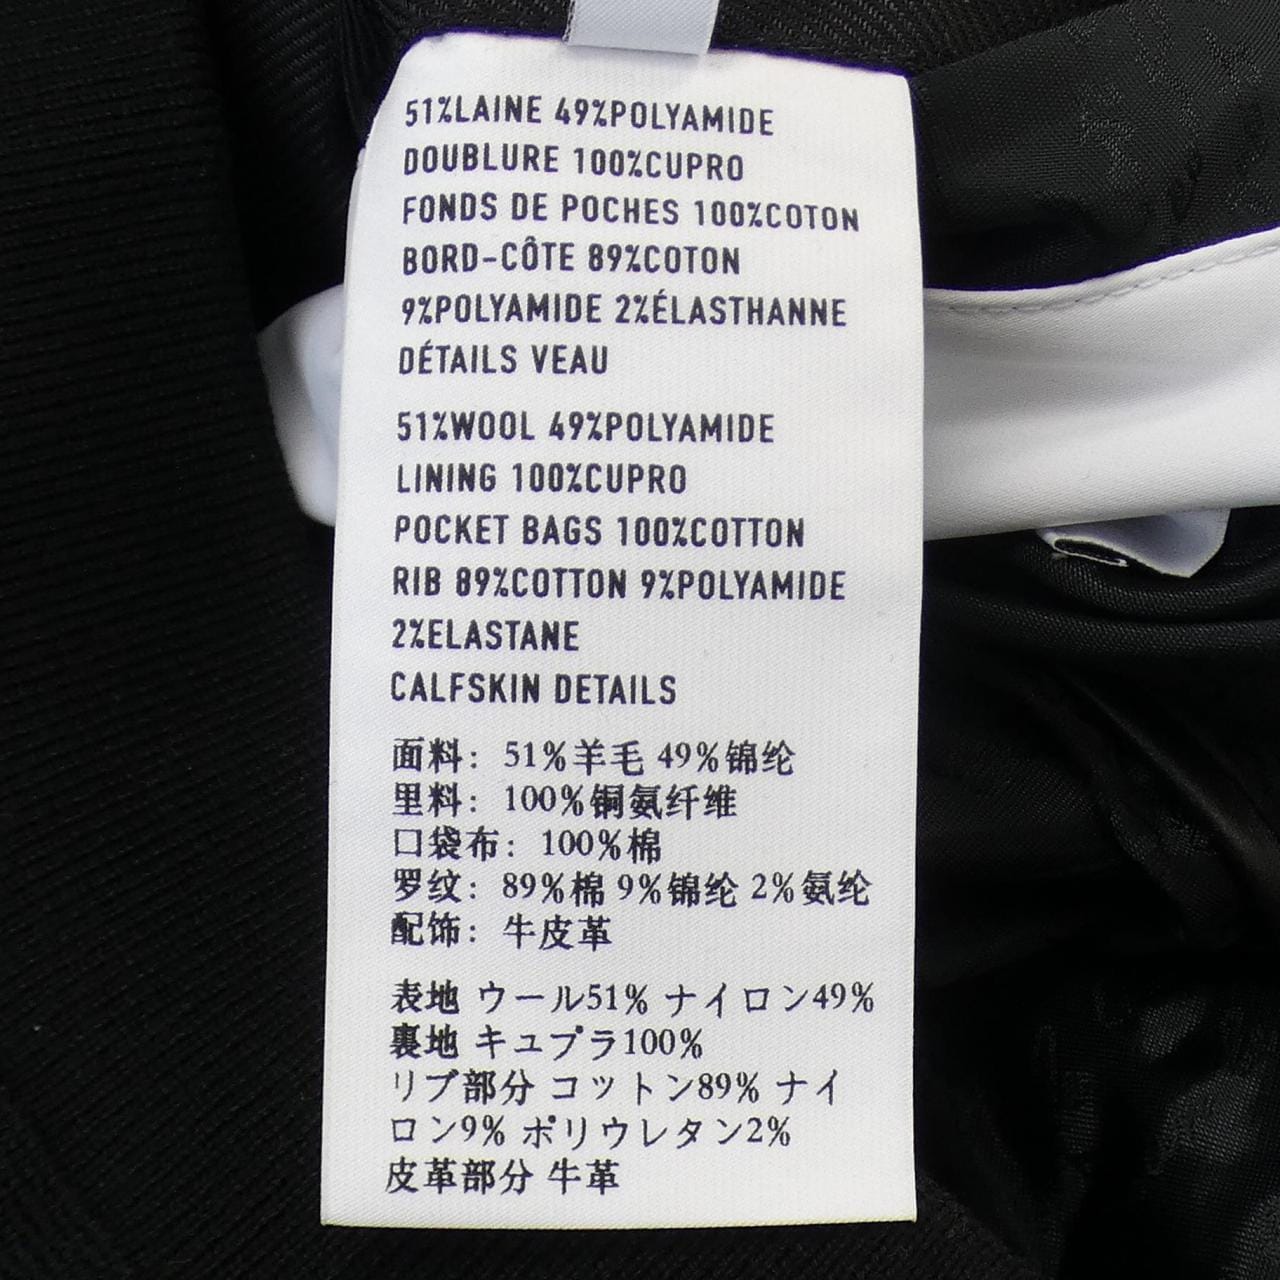 51%LAINE 49%POLYAMIDE
DOUBLURE 100%CUPRO
FONDS DE POCHES 100%COTON
BORD-CÔTE 89%COTON
9%POLYAMIDE 2%ÉLASTHANNE
DÉTAILS VEAU
51%WOOL 49%POLYAMIDE
LINING 100%CUPRO
POCKET BAGS 100%COTTON
RIB 89%COTTON 9%POLYAMIDE
2%ELASTANE
CALFSKIN DETAILS
面料: 51%羊毛 49%锦纶
里料: 100%铜氨纤维
口袋布: 100%棉
罗纹: 89%棉 9%锦纶 2%氨纶
配饰: 牛皮革
表地 ウール51% ナイロン49%
裏地 キュプラ100%
リブ部分 コットン89% ナイ
ロン9% ポリウレタン2%
皮革部分 牛革